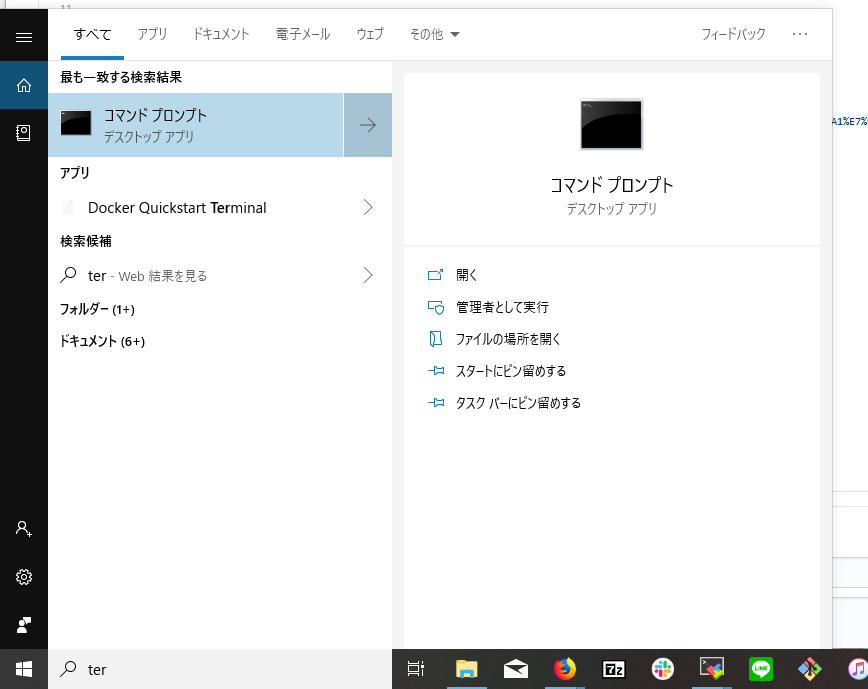 11
すべて アプリ ドキュメント 電子メール ウェブ その他 フィードバック ...
最も一致する検索結果
コマンド プロンプト
デスクトップ アプリ
アプリ
Docker Quickstart Terminal
検索候補
ter - Web 結果を見る
フォルダー (1+)
ドキュメント (6+)
コマンド プロンプト
デスクトップ アプリ
開く
管理者として実行
ファイルの場所を開く
スタートにピン留めする
タスク バーにピン留めする
A1%E7%
ter
7z
LINE